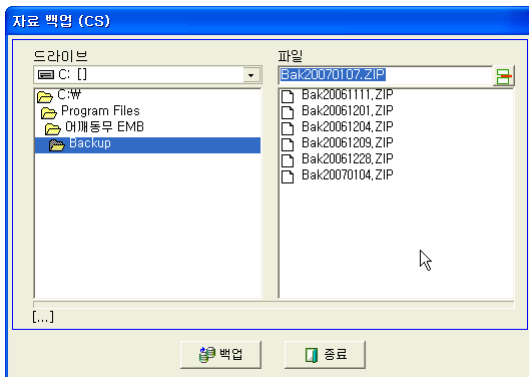 자료 백업 (CS)
드라이브
C: []
C:₩
Program Files
어깨동무 EMB
Backup
파일
Bak20070107.ZIP
Bak20061111.ZIP
Bak20061201.ZIP
Bak20061204.ZIP
Bak20061209.ZIP
Bak20061228.ZIP
Bak20070104.ZIP
[...]
백업
종료